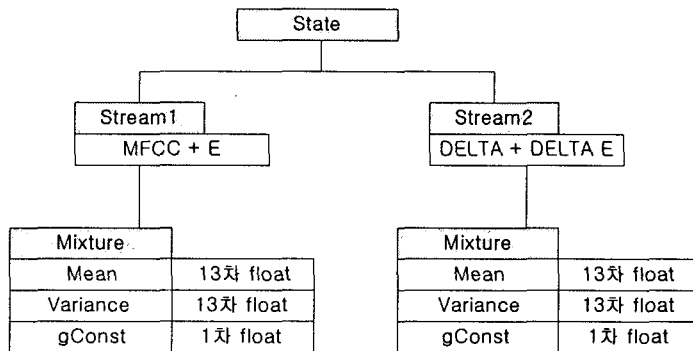 State
Stream1
MFCC + E
Stream2
DELTA + DELTA E
Mixture
Mean 13차 float
Variance 13차 float
gConst 1차 float
Mixture
Mean 13차 float
Variance 13차 float
gConst 1차 float